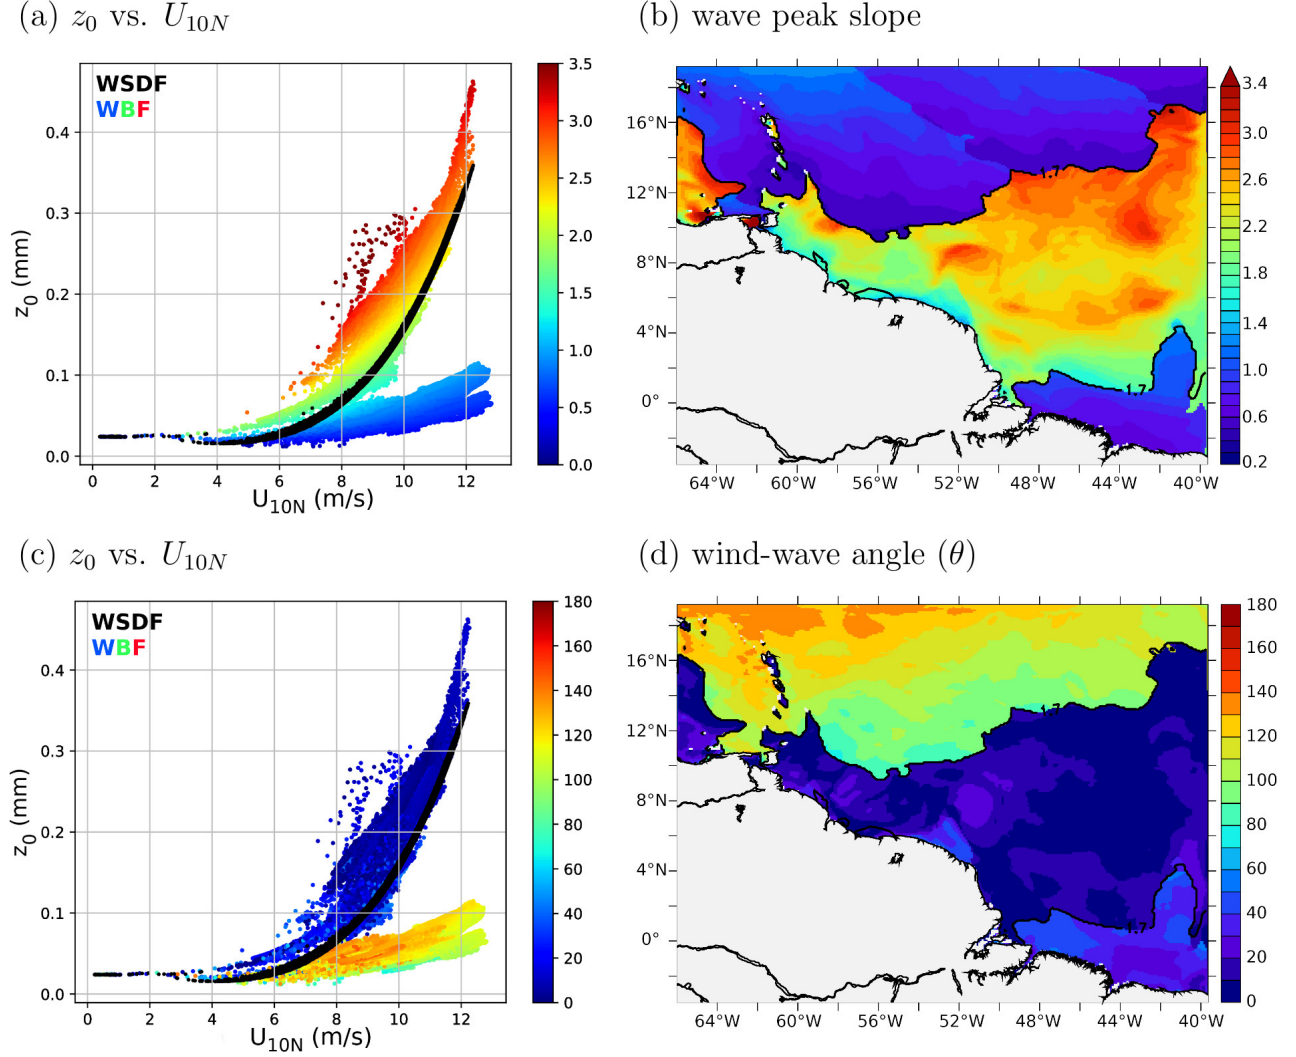 (a) z₀ vs. U₁₀N
(b) wave peak slope
WSDF
WBF
z₀ (mm)
0.4
0.3
0.2
0.1
0.0
0 2 4 6 8 10 12
U₁₀N (m/s)
3.5
3.0
2.5
2.0
1.5
1.0
0.5
0.0
16°N
12°N
8°N
4°N
0°
1.7
1.7
64°W 60°W 56°W 52°W 48°W 44°W 40°W
3.4
3.0
2.6
2.2
1.8
1.4
1.0
0.6
0.2
(c) z₀ vs. U₁₀N
(d) wind-wave angle (θ)
WSDF
WBF
z₀ (mm)
0.4
0.3
0.2
0.1
0.0
0 2 4 6 8 10 12
U₁₀N (m/s)
180
160
140
120
100
80
60
40
20
0
16°N
12°N
8°N
4°N
0°
1.7
1.7
64°W 60°W 56°W 52°W 48°W 44°W 40°W
180
160
140
120
100
80
60
40
20
0